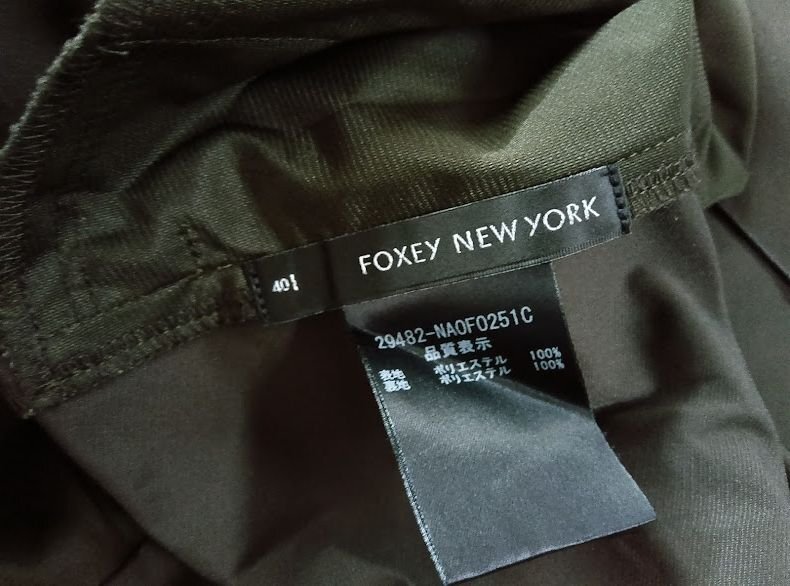 40
FOXEY NEW YORK
29482-NAOF0251C
品質表示
表地 ポリエステル 100%
裏地 ポリエステル 100%